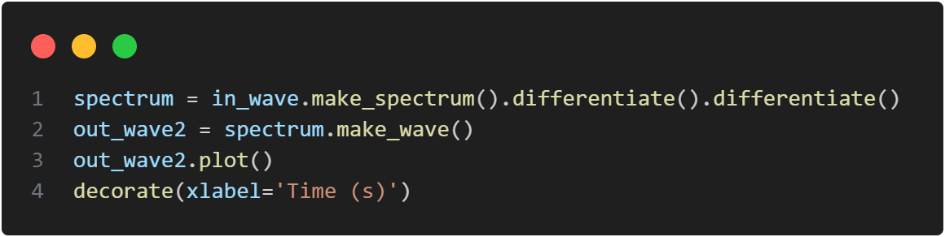 1 spectrum = in_wave.make_spectrum().differentiate().differentiate()
2 out_wave2 = spectrum.make_wave()
3 out_wave2.plot()
4 decorate(xlabel='Time (s)')